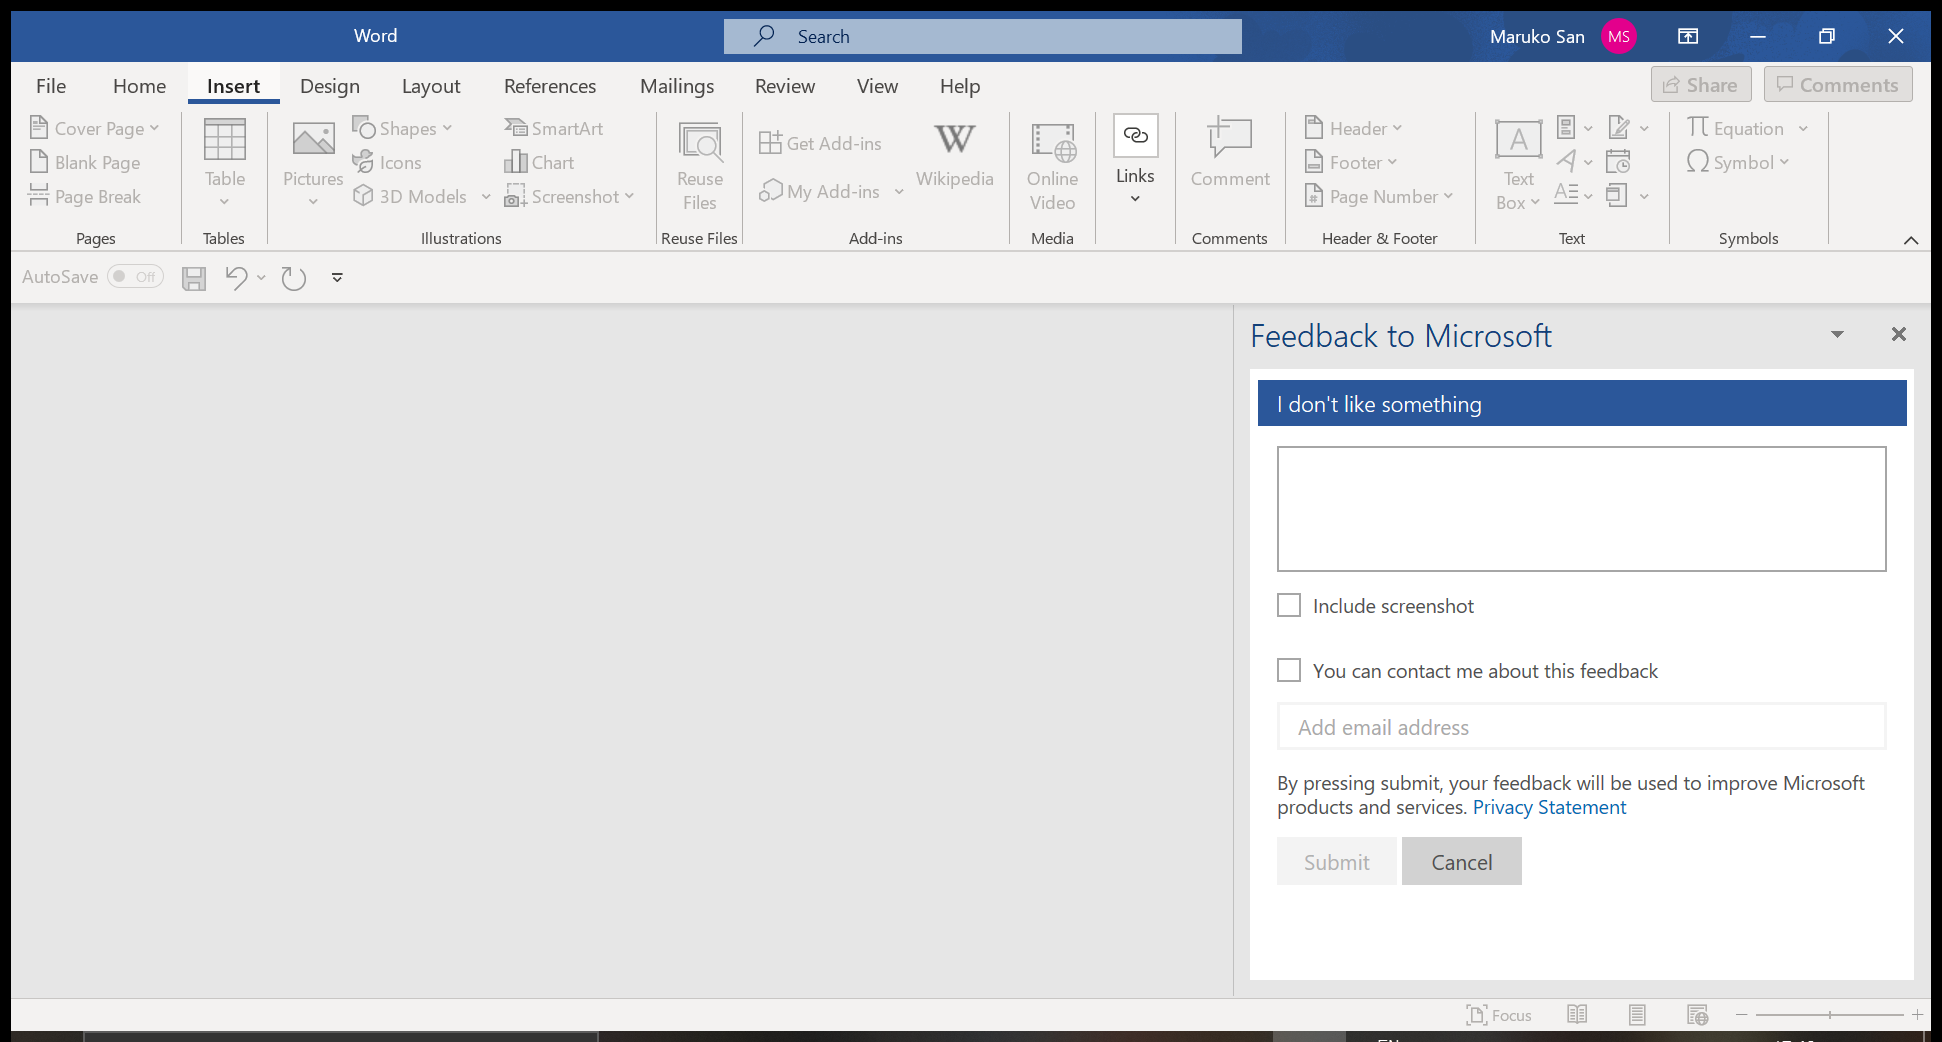 Word
Search
Maruko San
MS
File Home Insert Design Layout References Mailings Review View Help
Share
Comments
Cover Page
Blank Page
Page Break
Pages
Table
Tables
Pictures
Shapes
Icons
3D Models
SmartArt
Chart
Screenshot
Illustrations
Reuse
Files
Reuse Files
Get Add-ins
My Add-ins
W
Wikipedia
Add-ins
Online
Video
Media
Links
Comment
Comments
Header
Footer
Page Number
Header & Footer
A
Text
Box
Text
Equation
Symbol
Symbols
AutoSave
Off
Feedback to Microsoft
I don't like something
Include screenshot
You can contact me about this feedback
Add email address
By pressing submit, your feedback will be used to improve Microsoft
products and services. Privacy Statement
Submit
Cancel
Focus